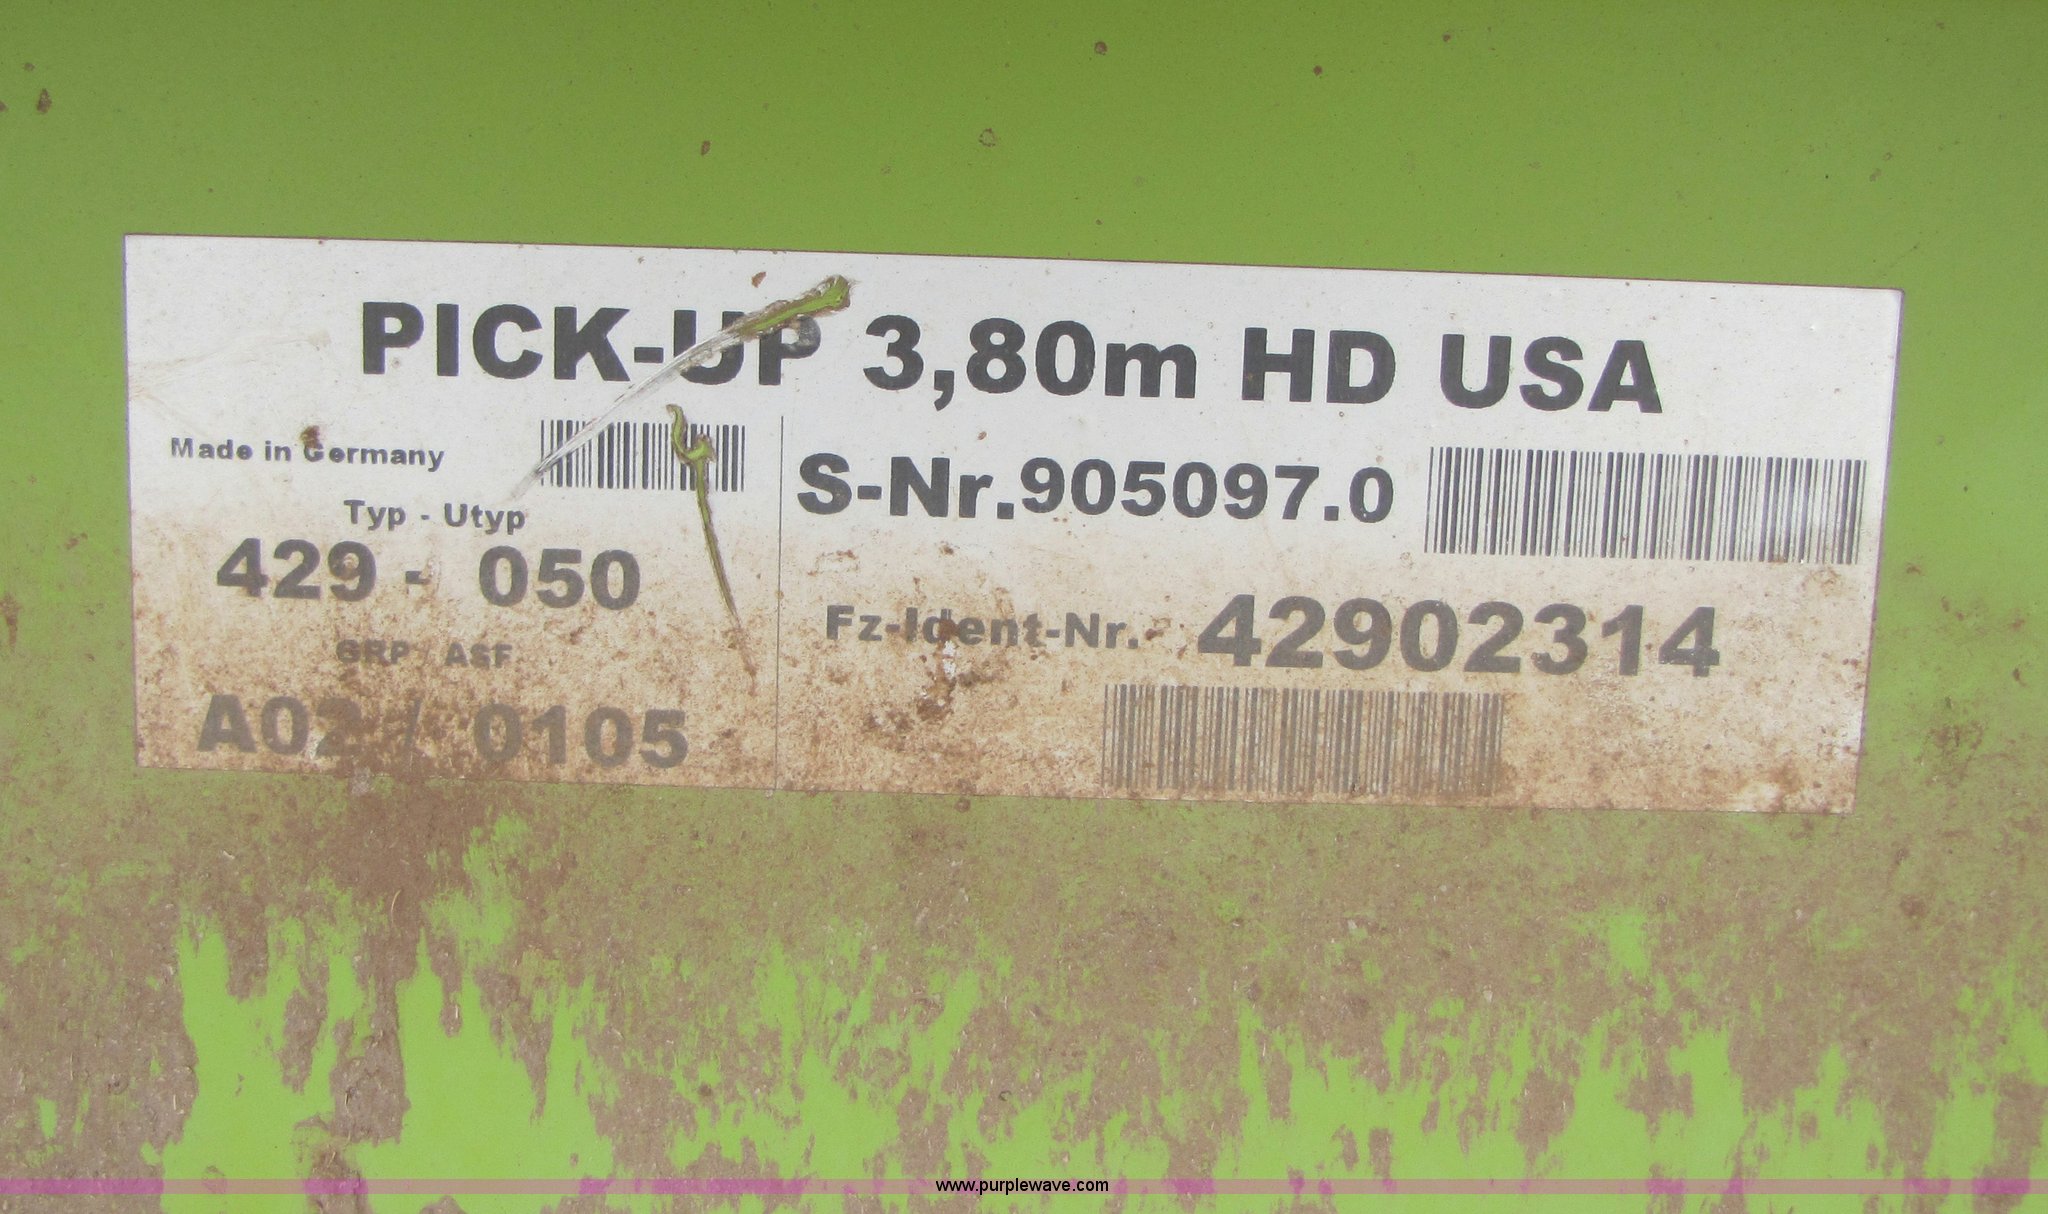 PICK-UP 3,80m HD USA
Made in Germany
Typ - Utyp
429 - 050
GRP / ASF
A02 / 0105
S-Nr.905097.0
Fz-Ident-Nr. 42902314
www.purplewave.com